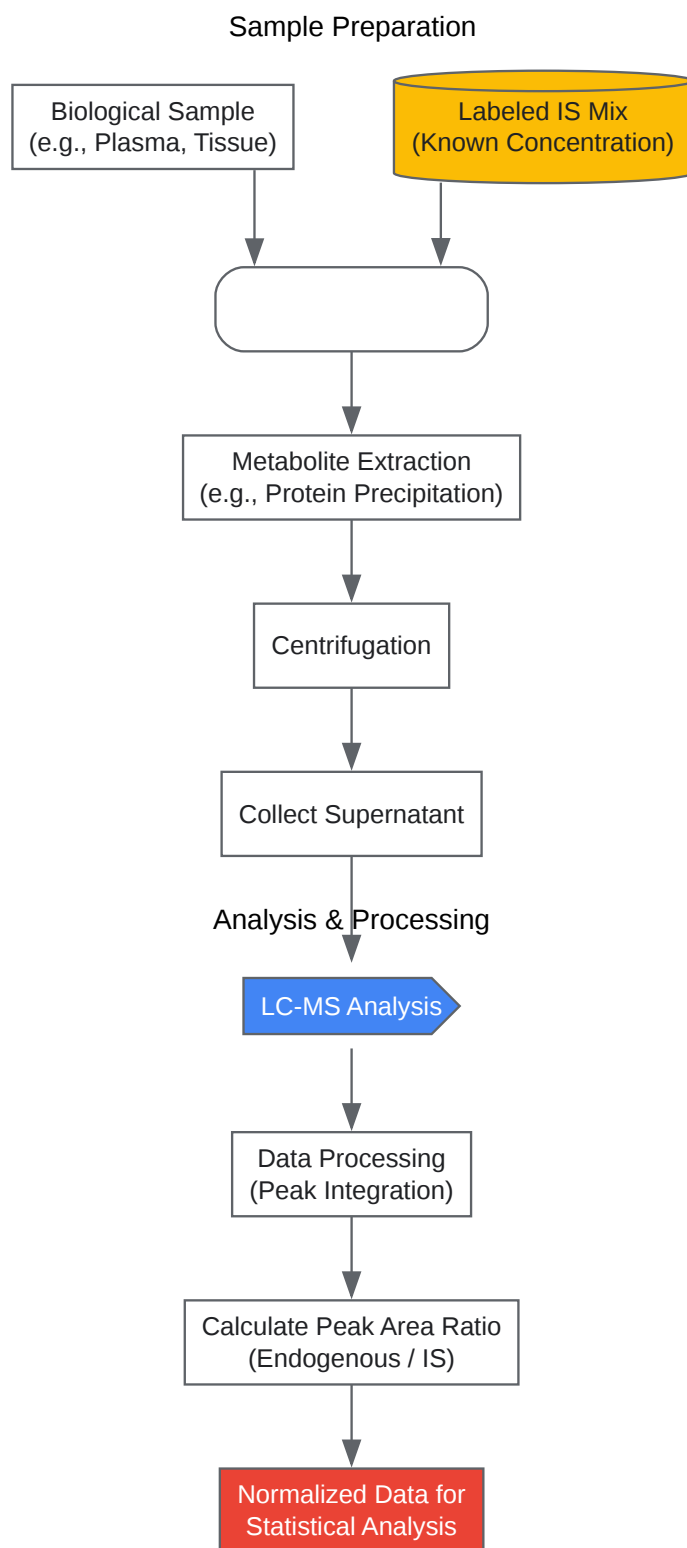 Sample Preparation
Biological Sample
(e.g., Plasma, Tissue)
Labeled IS Mix
(Known Concentration)
Metabolite Extraction
(e.g., Protein Precipitation)
Centrifugation
Collect Supernatant
Analysis & Processing
LC-MS Analysis
Data Processing
(Peak Integration)
Calculate Peak Area Ratio
(Endogenous / IS)
Normalized Data for
Statistical Analysis